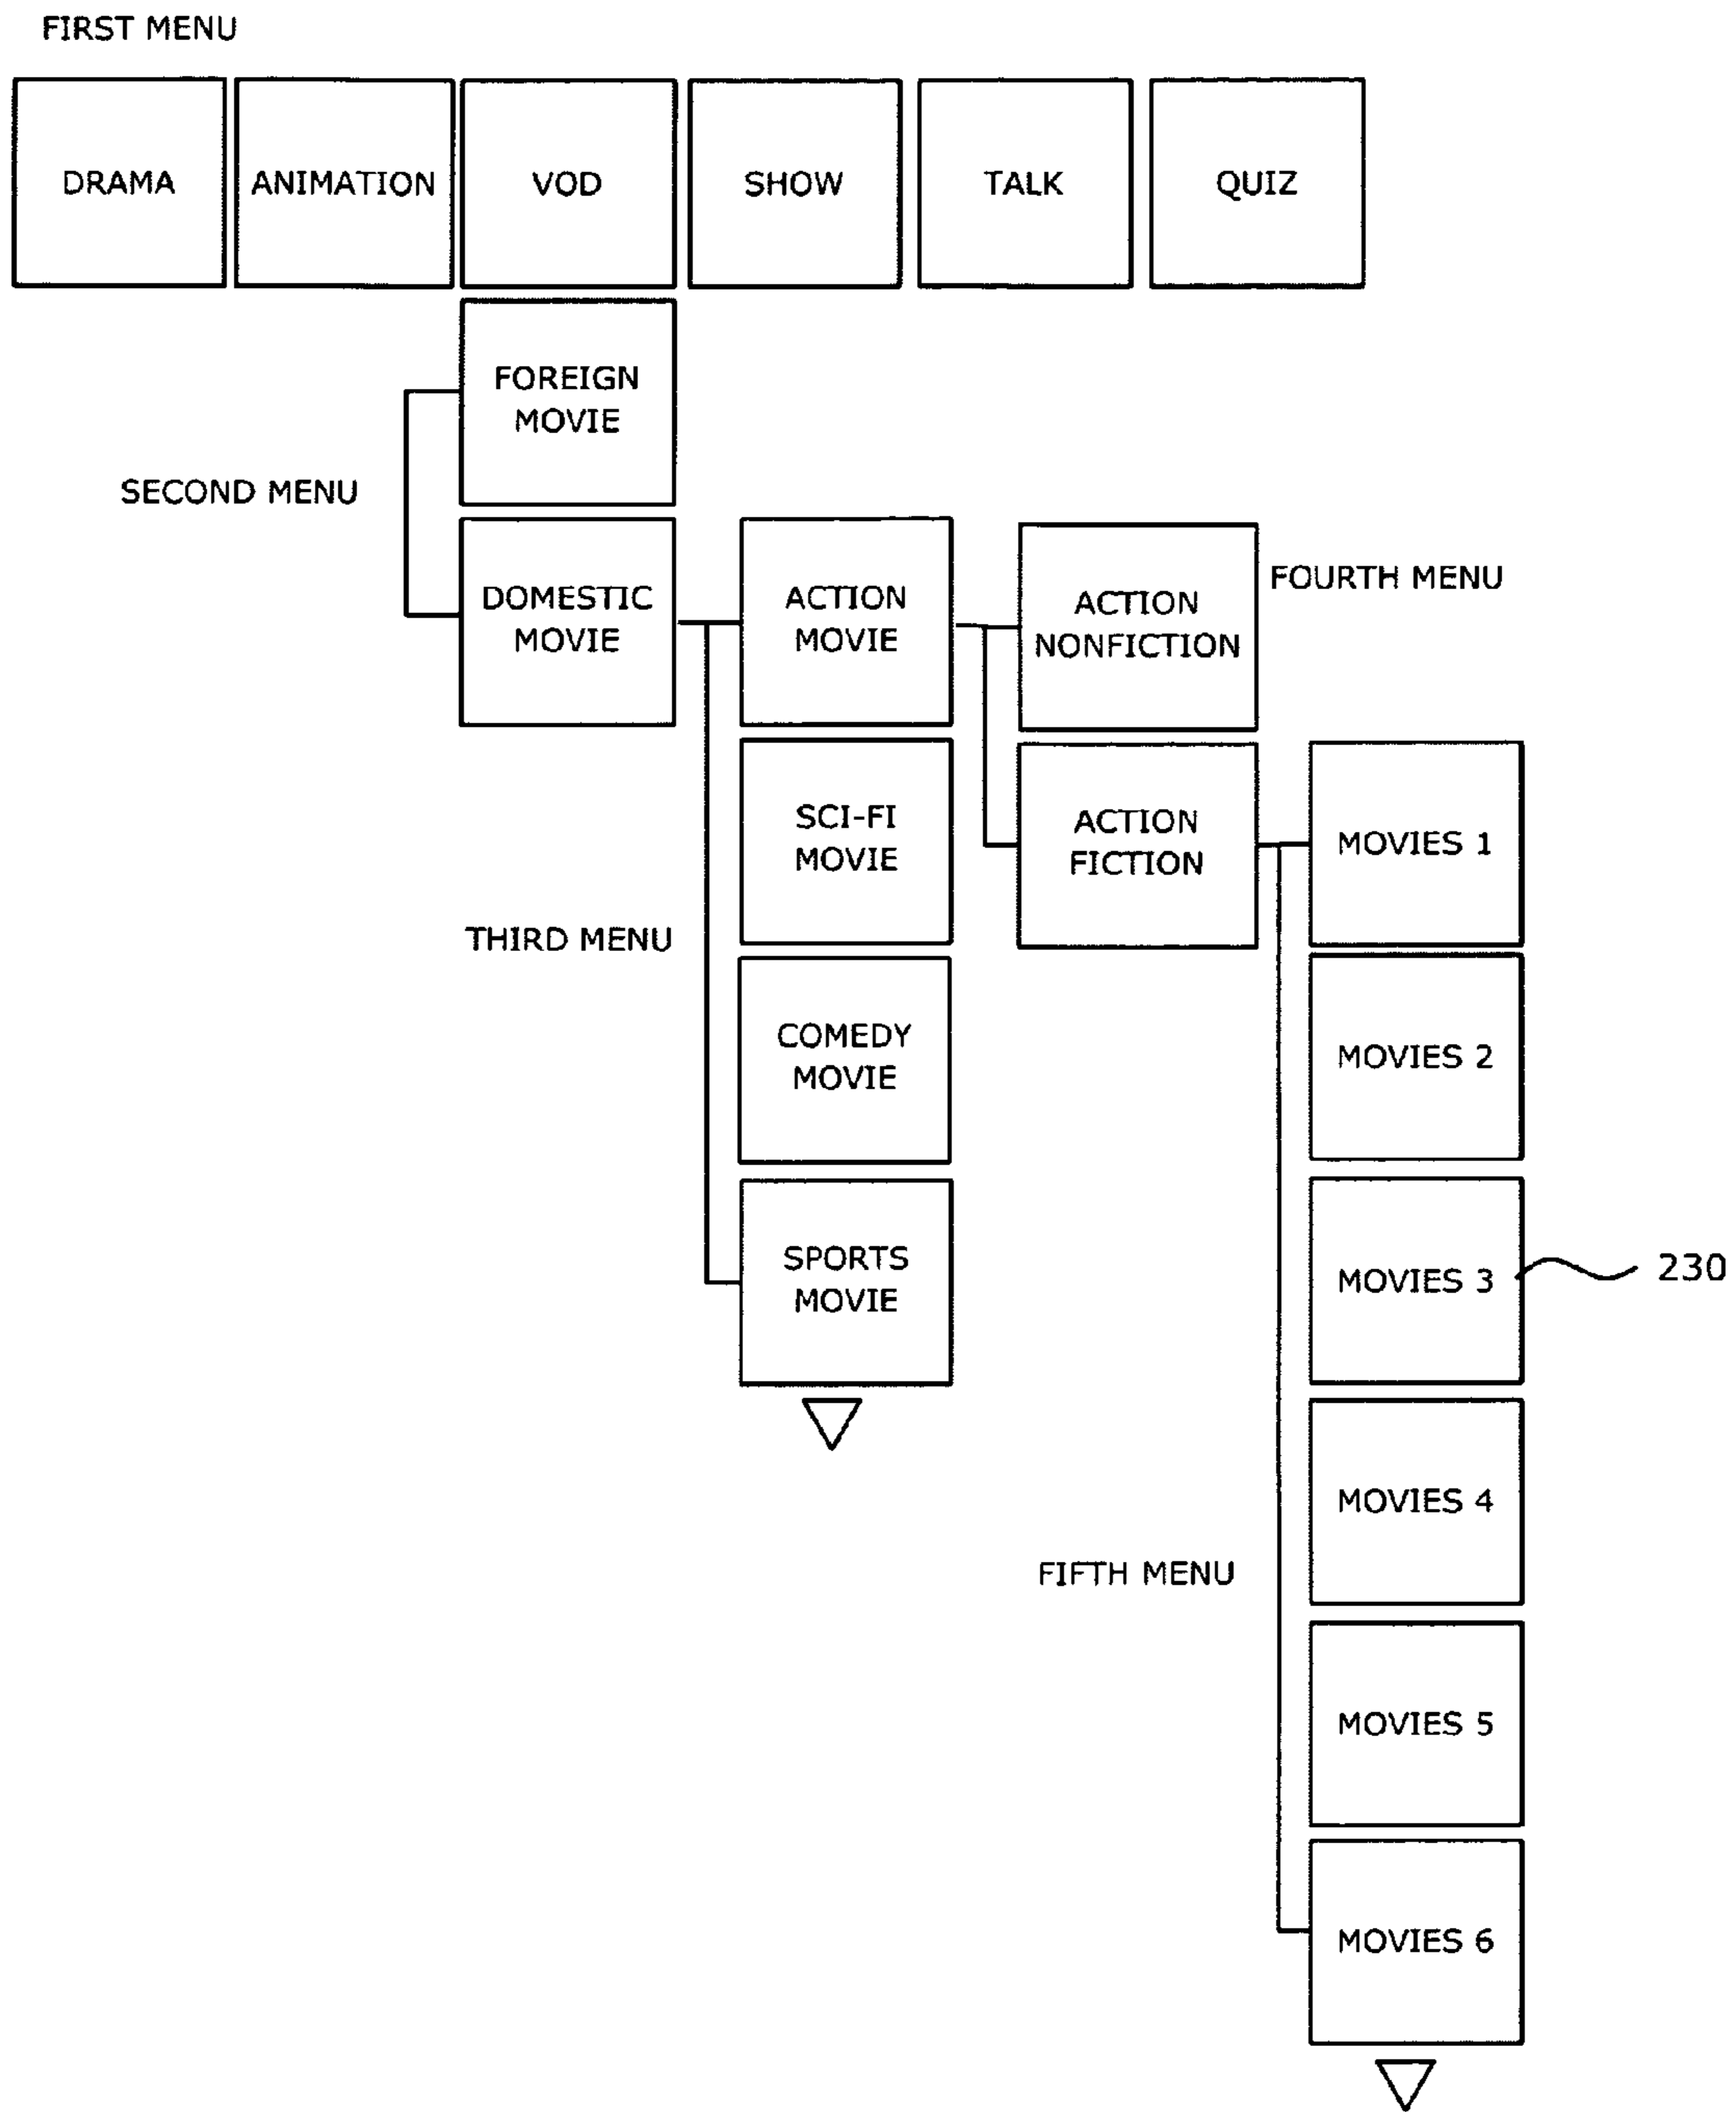 FIRST MENU
DRAMA
ANIMATION
VOD
SHOW
TALK
QUIZ
FOREIGN
MOVIE
SECOND MENU
DOMESTIC
MOVIE
ACTION
MOVIE
ACTION
NONFICTION
FOURTH MENU
SCI-FI
MOVIE
ACTION
FICTION
MOVIES 1
THIRD MENU
COMEDY
MOVIE
MOVIES 2
SPORTS
MOVIE
MOVIES 3
230
MOVIES 4
FIFTH MENU
MOVIES 5
MOVIES 6